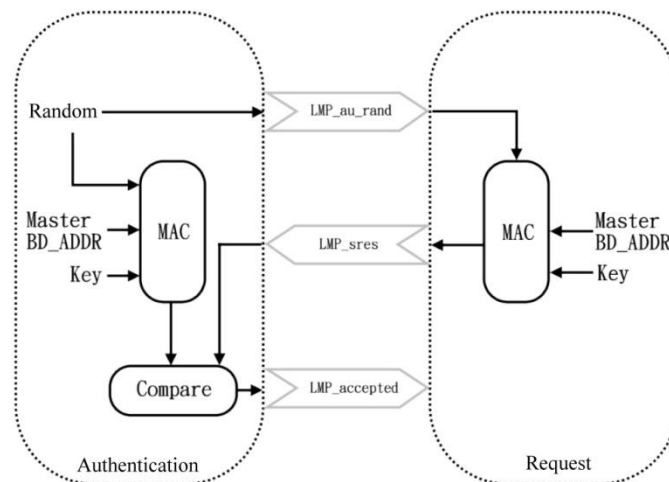 Random
LMP_au_rand
Master
BD_ADDR
MAC
Key
LMP_sres
MAC
Master
BD_ADDR
Key
Compare
LMP_accepted
Authentication
Request